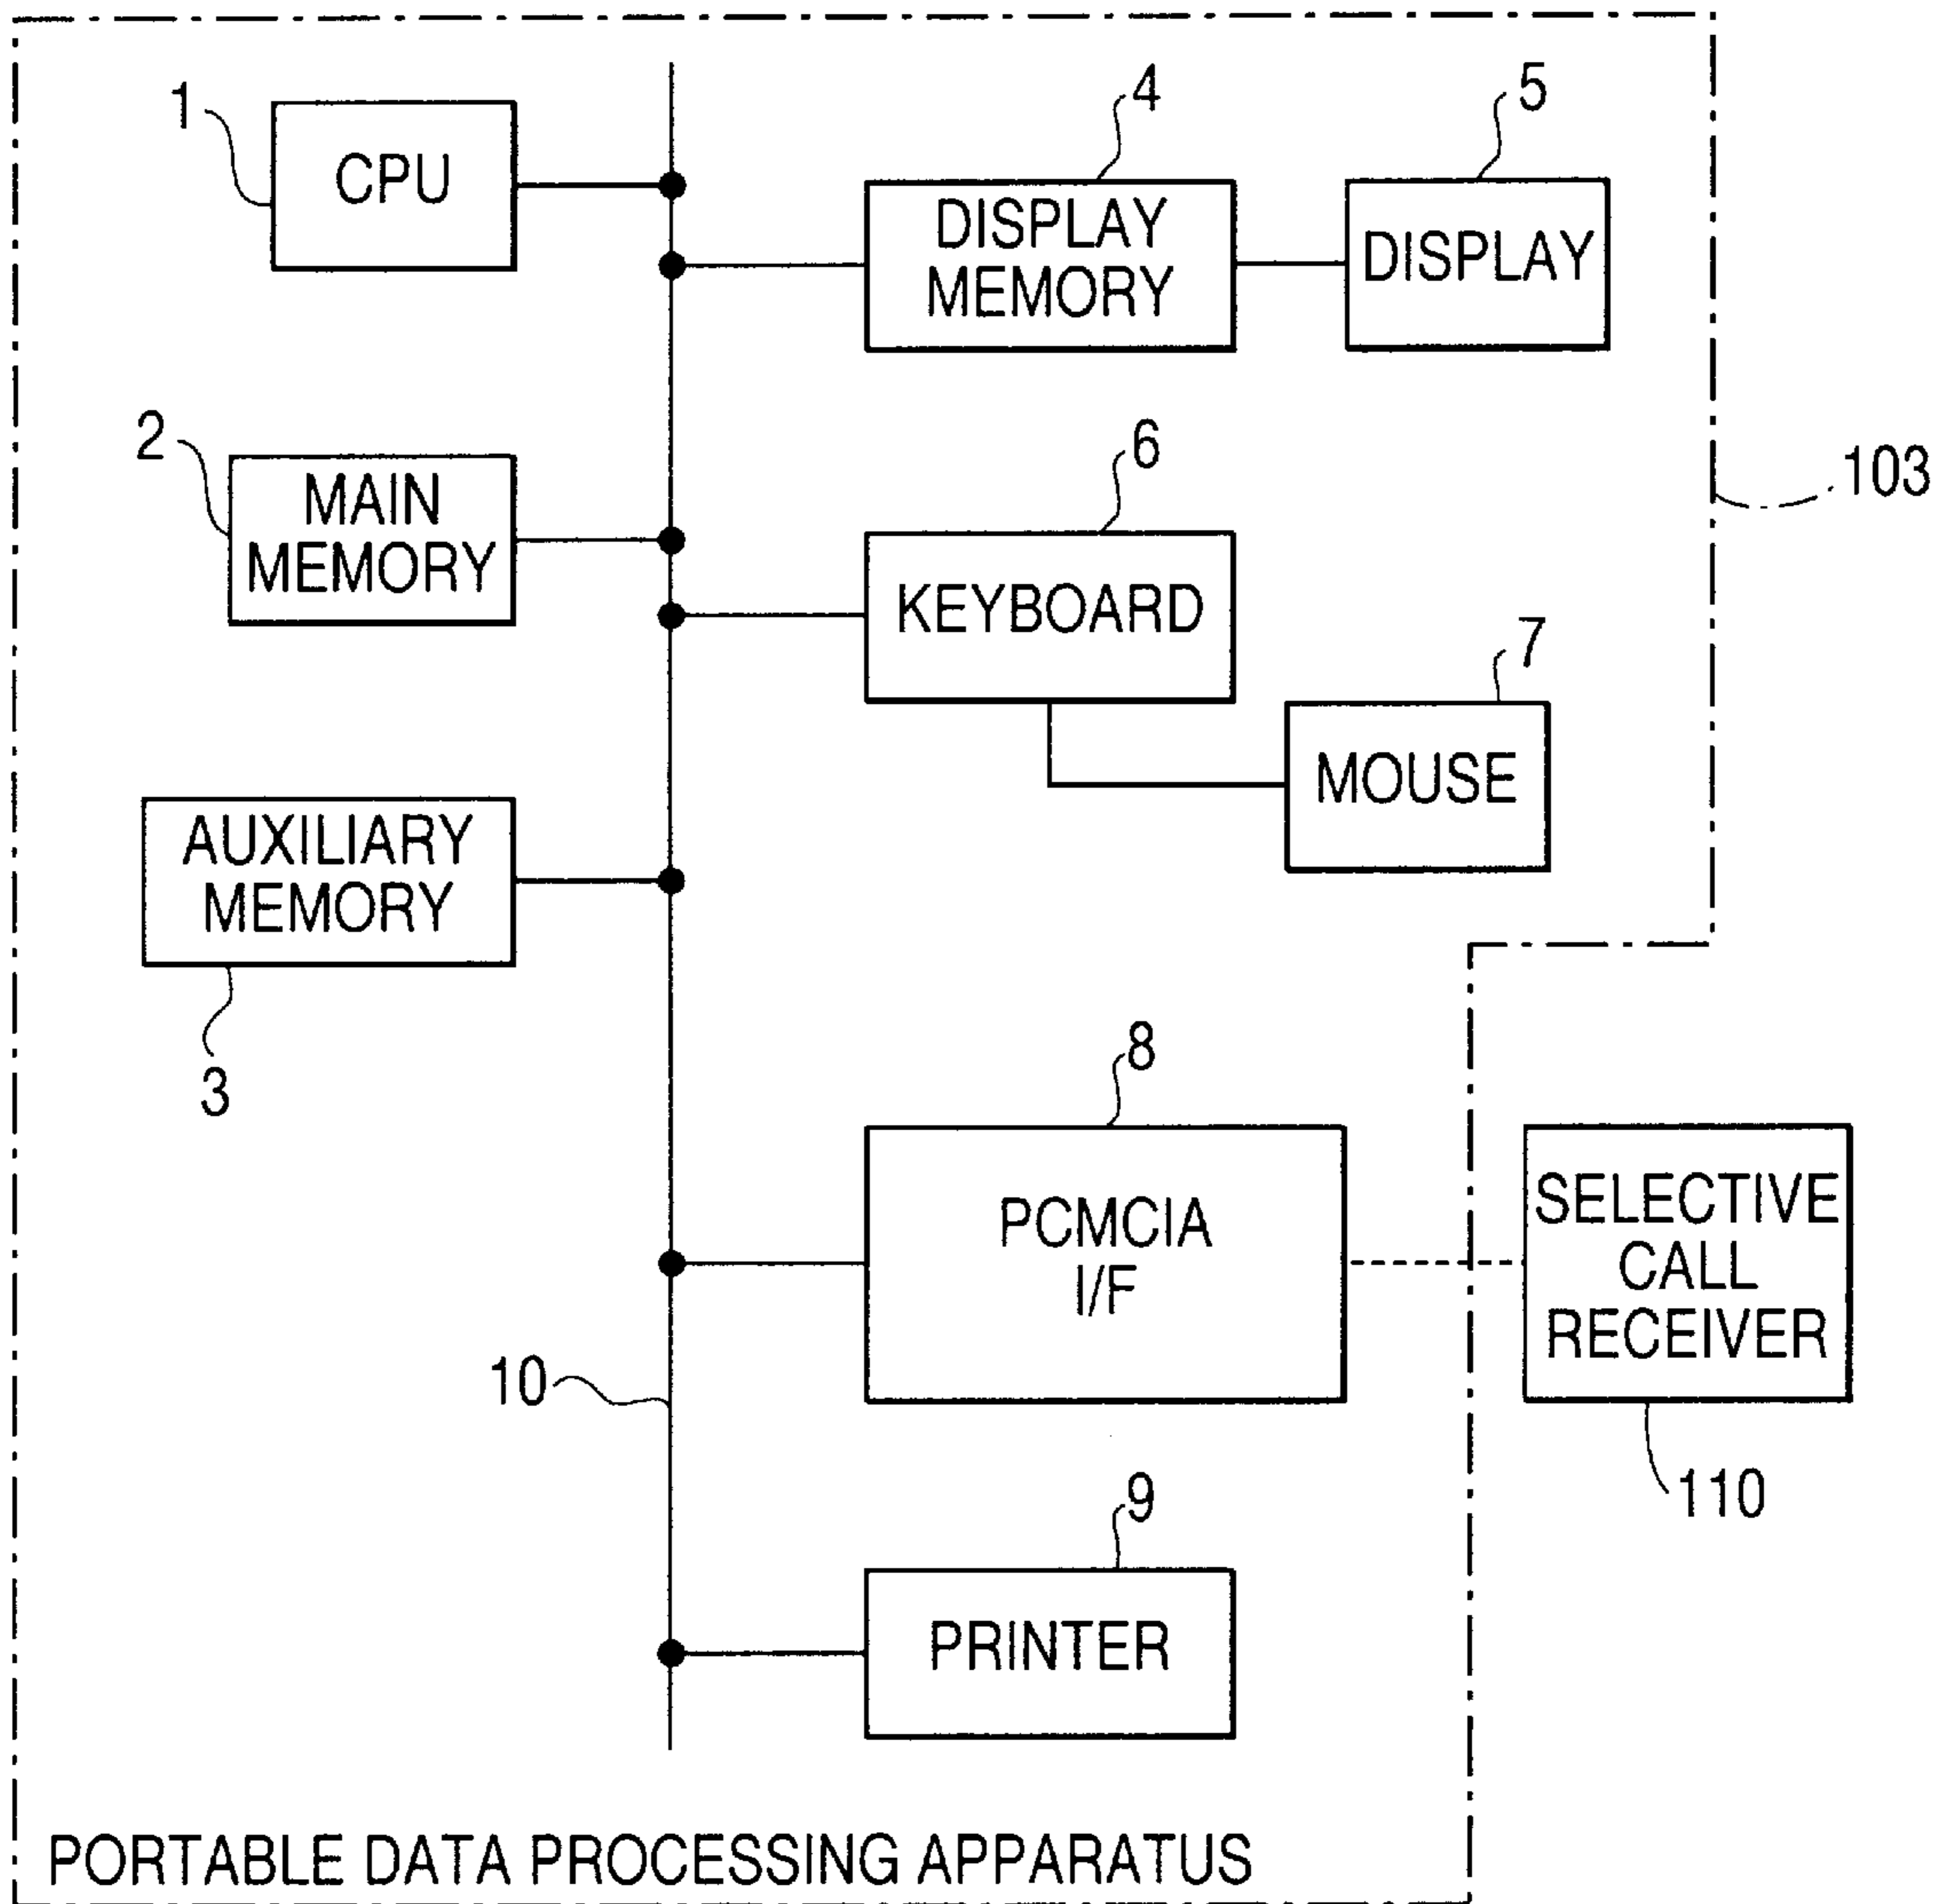 1
CPU
4
DISPLAY
MEMORY
5
DISPLAY
2
MAIN
MEMORY
6
KEYBOARD
103
7
MOUSE
AUXILIARY
MEMORY
3
8
PCMCIA
I/F
SELECTIVE
CALL
RECEIVER
10
110
9
PRINTER
PORTABLE DATA PROCESSING APPARATUS